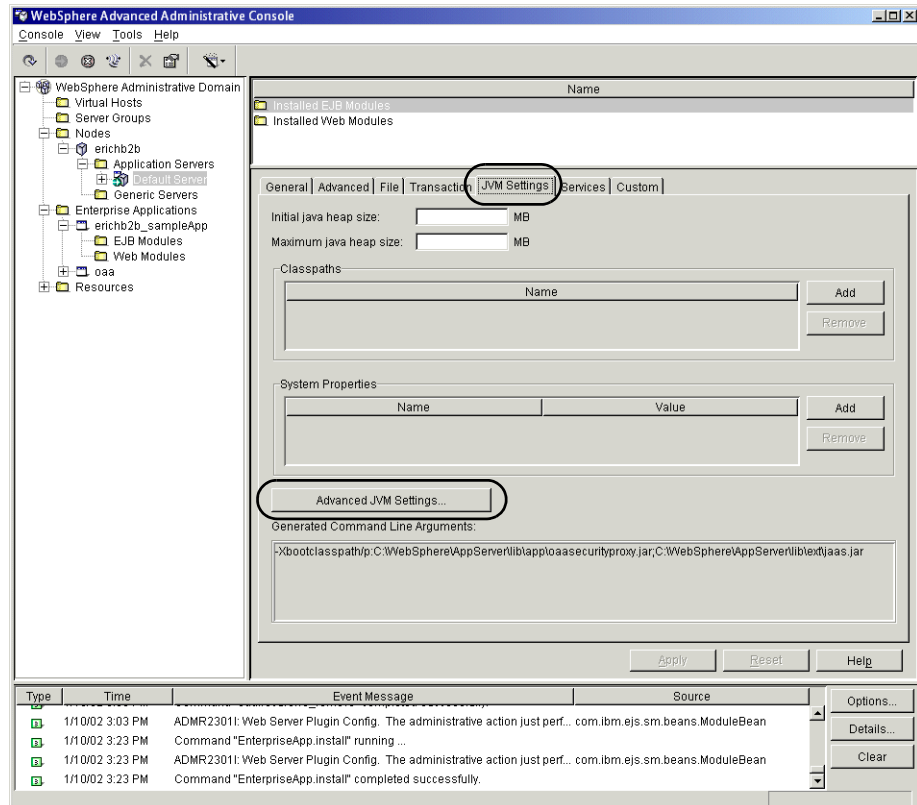 WebSphere Advanced Administrative Console
Console View Tools Help
WebSphere Administrative Domain
Virtual Hosts
Server Groups
Nodes
erichb2b
Application Servers
Default Server
Generic Servers
Enterprise Applications
erichb2b_sampleApp
EJB Modules
Web Modules
oaa
Resources
Name
Installed EJB Modules
Installed Web Modules
General Advanced File Transaction JVM Settings Services Custom
Initial java heap size: MB
Maximum java heap size: MB
Classpaths
Name
Add
Remove
System Properties
Name Value
Add
Remove
Advanced JVM Settings...
Generated Command Line Arguments:
-Xbootclasspath/p:C:\WebSphere\AppServer\lib\app\oaasecurityproxy.jar;C:\WebSphere\AppServer\lib\ext\jaas.jar
Apply Reset Help
Type Time Event Message Source
1/10/02 3:03 PM ADMR2301I: Web Server Plugin Config. The administrative action just perf... com.ibm.ejs.sm.beans.ModuleBean
1/10/02 3:23 PM Command "EnterpriseApp.install" running ...
1/10/02 3:23 PM ADMR2301I: Web Server Plugin Config. The administrative action just perf... com.ibm.ejs.sm.beans.ModuleBean
1/10/02 3:23 PM Command "EnterpriseApp.install" completed successfully.
Options...
Details...
Clear